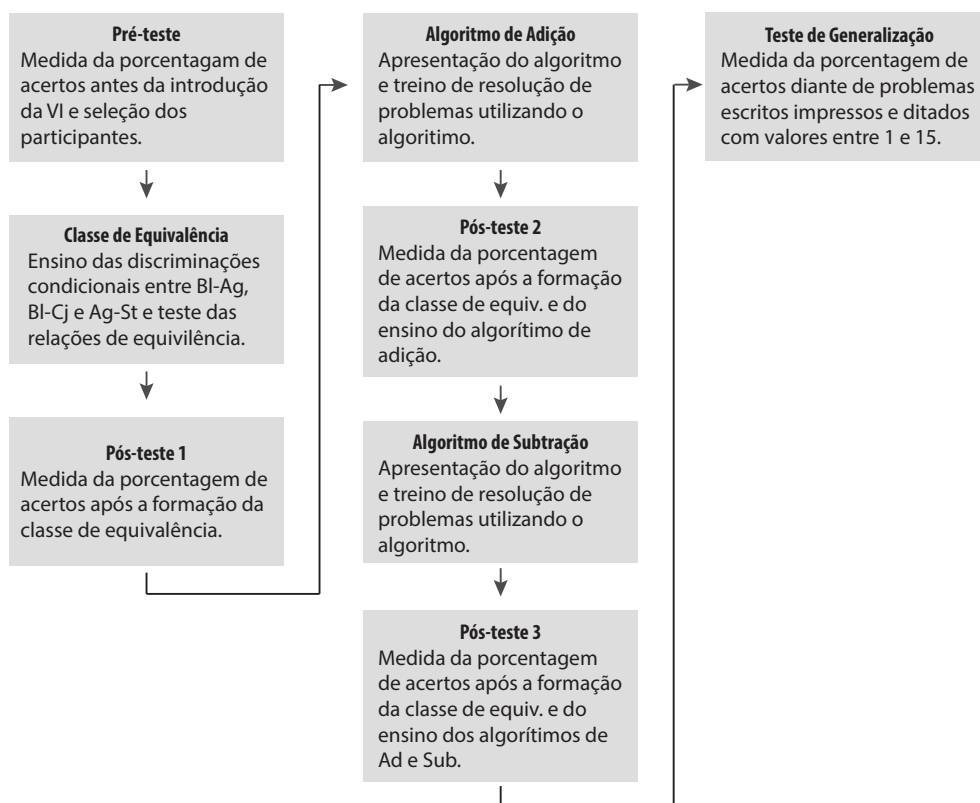 Pré-teste
Medida da porcentagam de
acertos antes da introdução
da VI e seleção dos
participantes.
Classe de Equivalência
Ensino das discriminações
condicionais entre Bl-Ag,
Bl-Cj e Ag-St e teste das
relações de equivilência.
Pós-teste 1
Medida da porcentagem de
acertos após a formação da
classe de equivalência.
Algoritmo de Adição
Apresentação do algoritmo
e treino de resolução de
problemas utilizando o
algoritimo.
Pós-teste 2
Medida da porcentagem
de acertos após a formação
da classe de equiv. e do
ensino do algorítimo de
adição.
Algoritmo de Subtração
Apresentação do algoritmo
e treino de resolução de
problemas utilizando o
algoritmo.
Pós-teste 3
Medida da porcentagem
de acertos após a formação
da classe de equiv. e do
ensino dos algorítimos de
Ad e Sub.
Teste de Generalização
Medida da porcentagem de
acertos diante de problemas
escritos impressos e ditados
com valores entre 1 e 15.